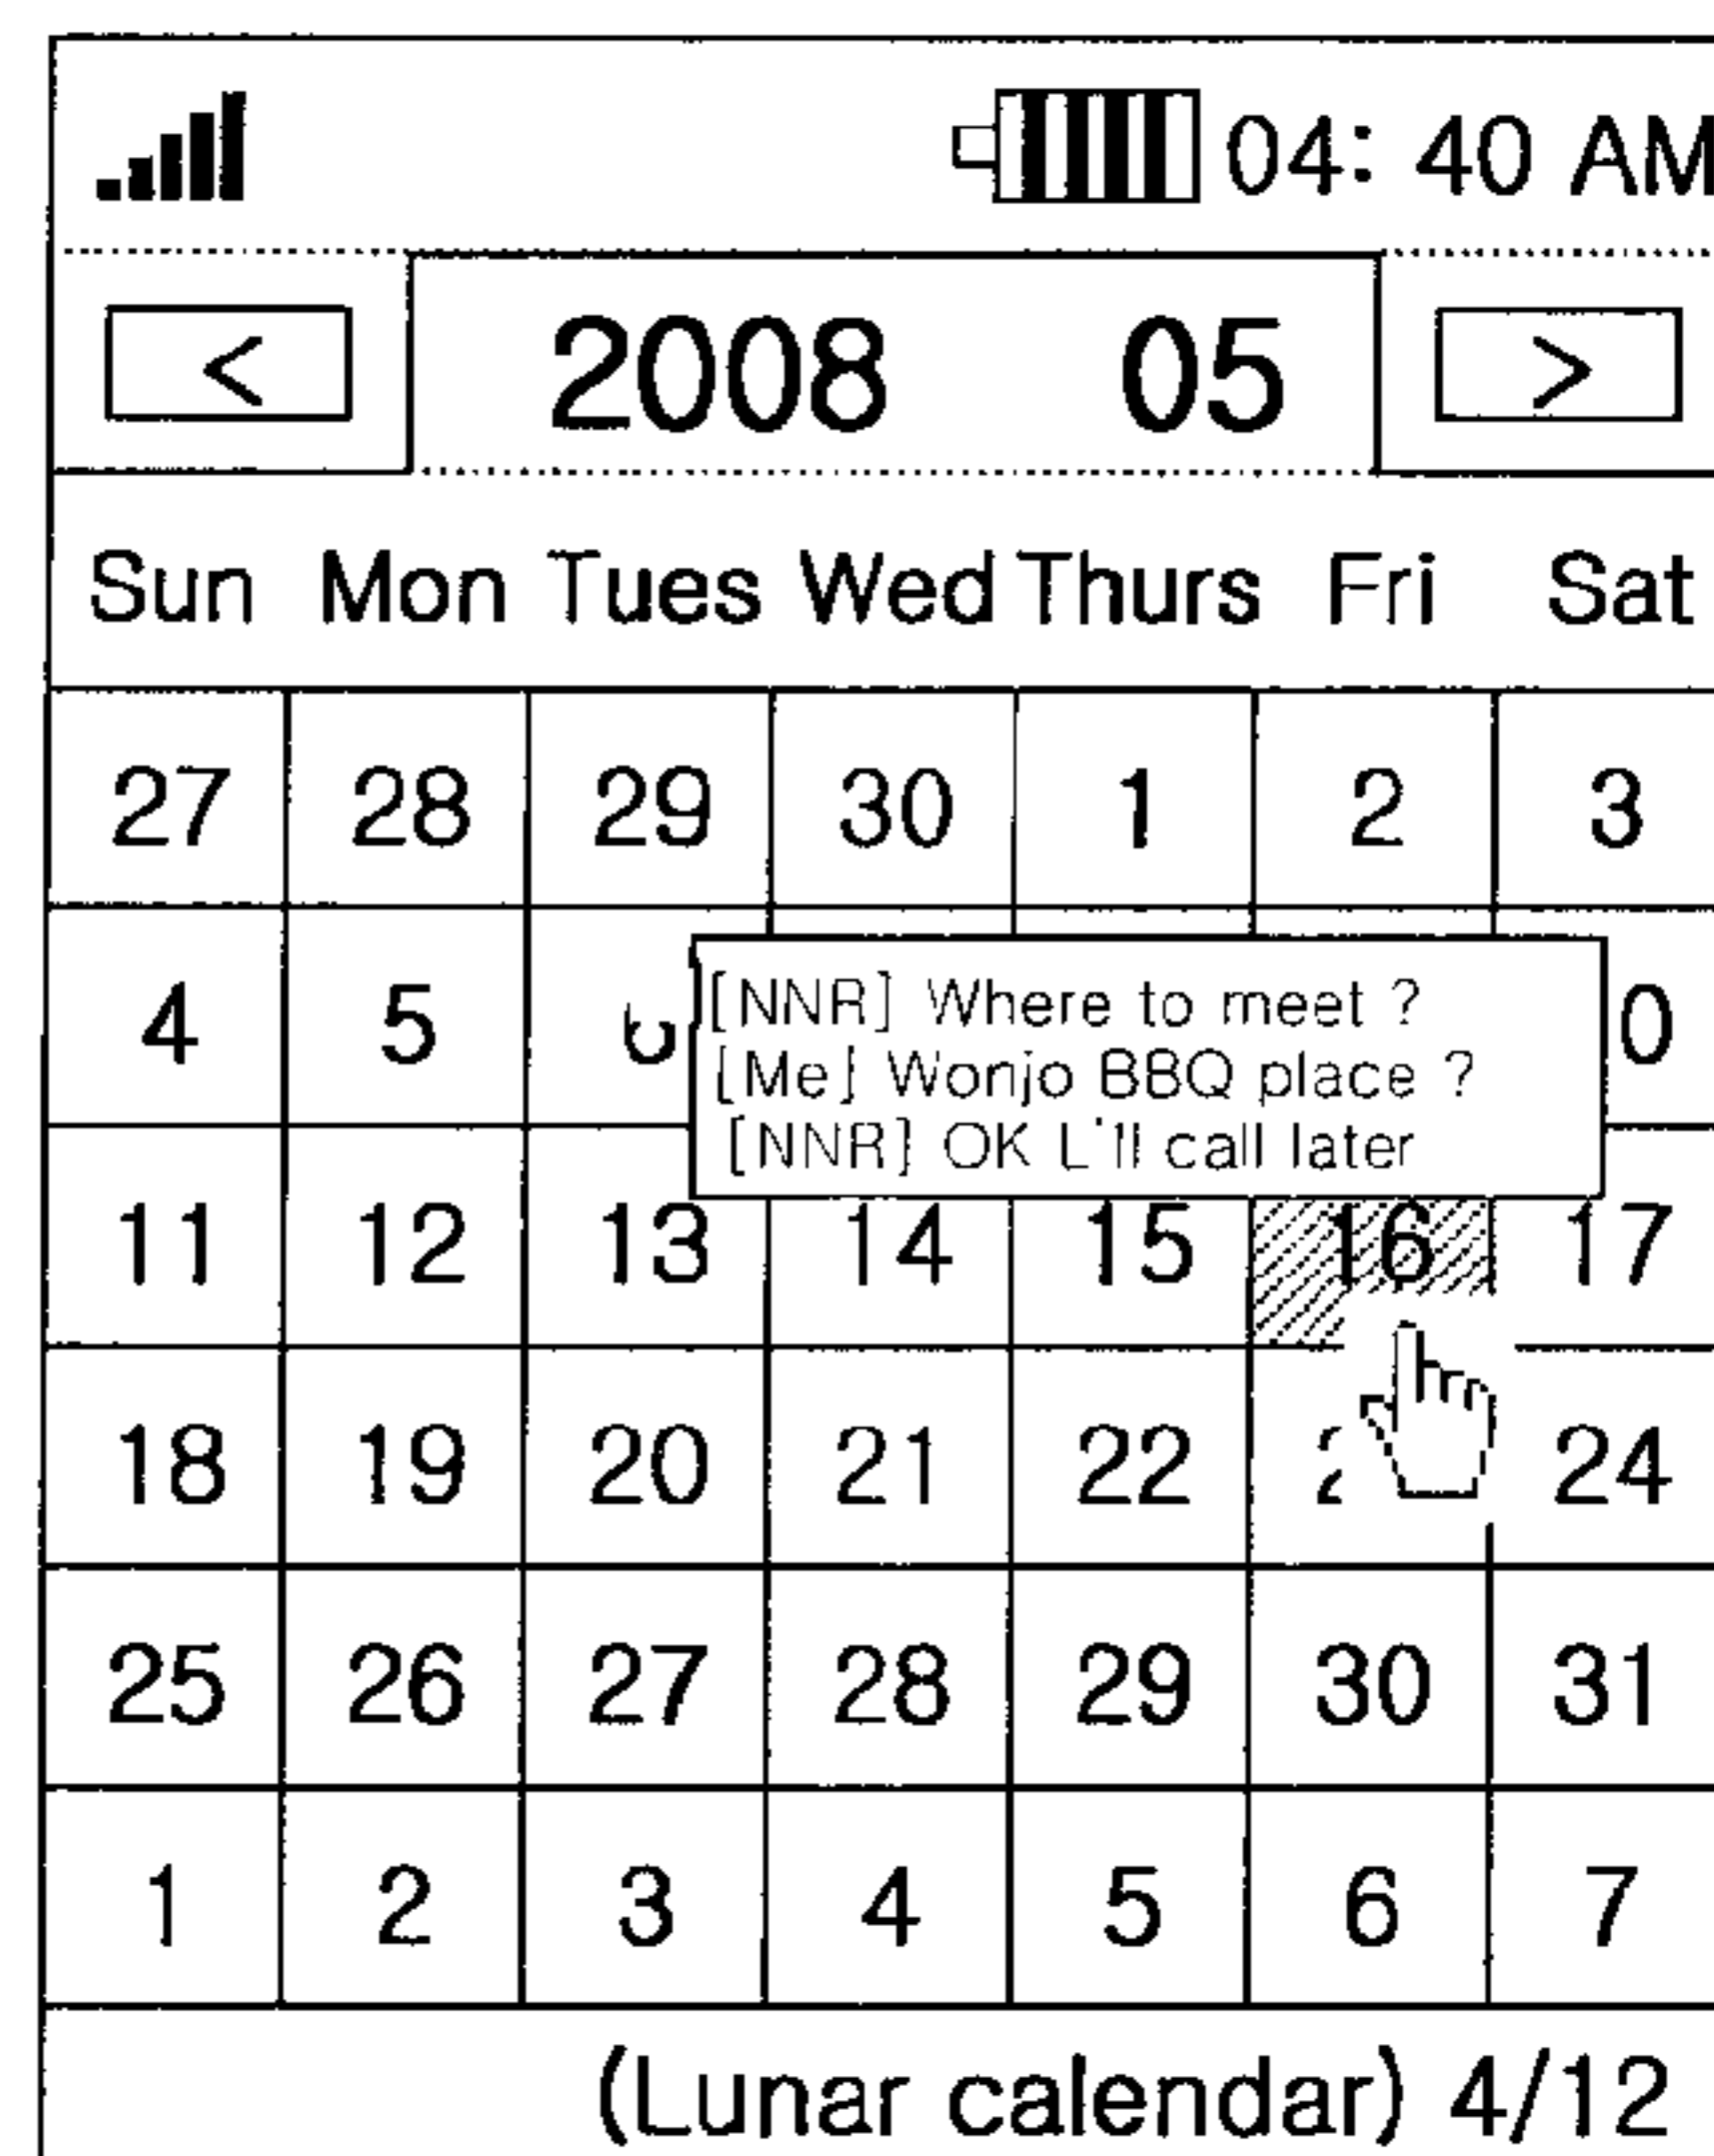 04: 40 AM
< 2008 05 >
Sun Mon Tues Wed Thurs Fri Sat
27 28 29 30 1 2 3
4 5
[NNR] Where to meet ?
[Me] Wonjo BBQ place ?
[NNR] OK L'll call later
11 12 13 14 15 16 17
18 19 20 21 22 24
25 26 27 28 29 30 31
1 2 3 4 5 6 7
(Lunar calendar) 4/12